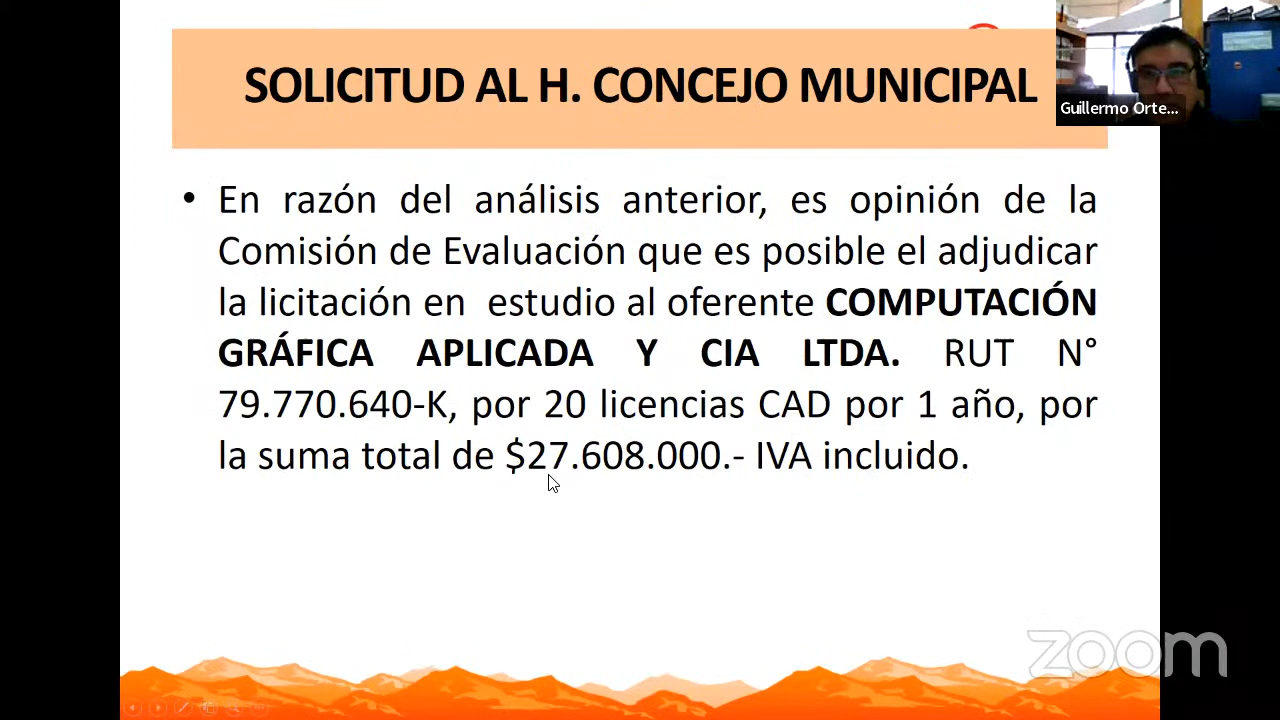 SOLICITUD AL H. CONCEJO MUNICIPAL
Guillermo Orte...
• En razón del análisis anterior, es opinión de la
Comisión de Evaluación que es posible el adjudicar
la licitación en estudio al oferente COMPUTACIÓN
GRÁFICA APLICADA Y CIA LTDA. RUT N°
79.770.640-K, por 20 licencias CAD por 1 año, por
la suma total de $27.608.000.- IVA incluido.
zoom